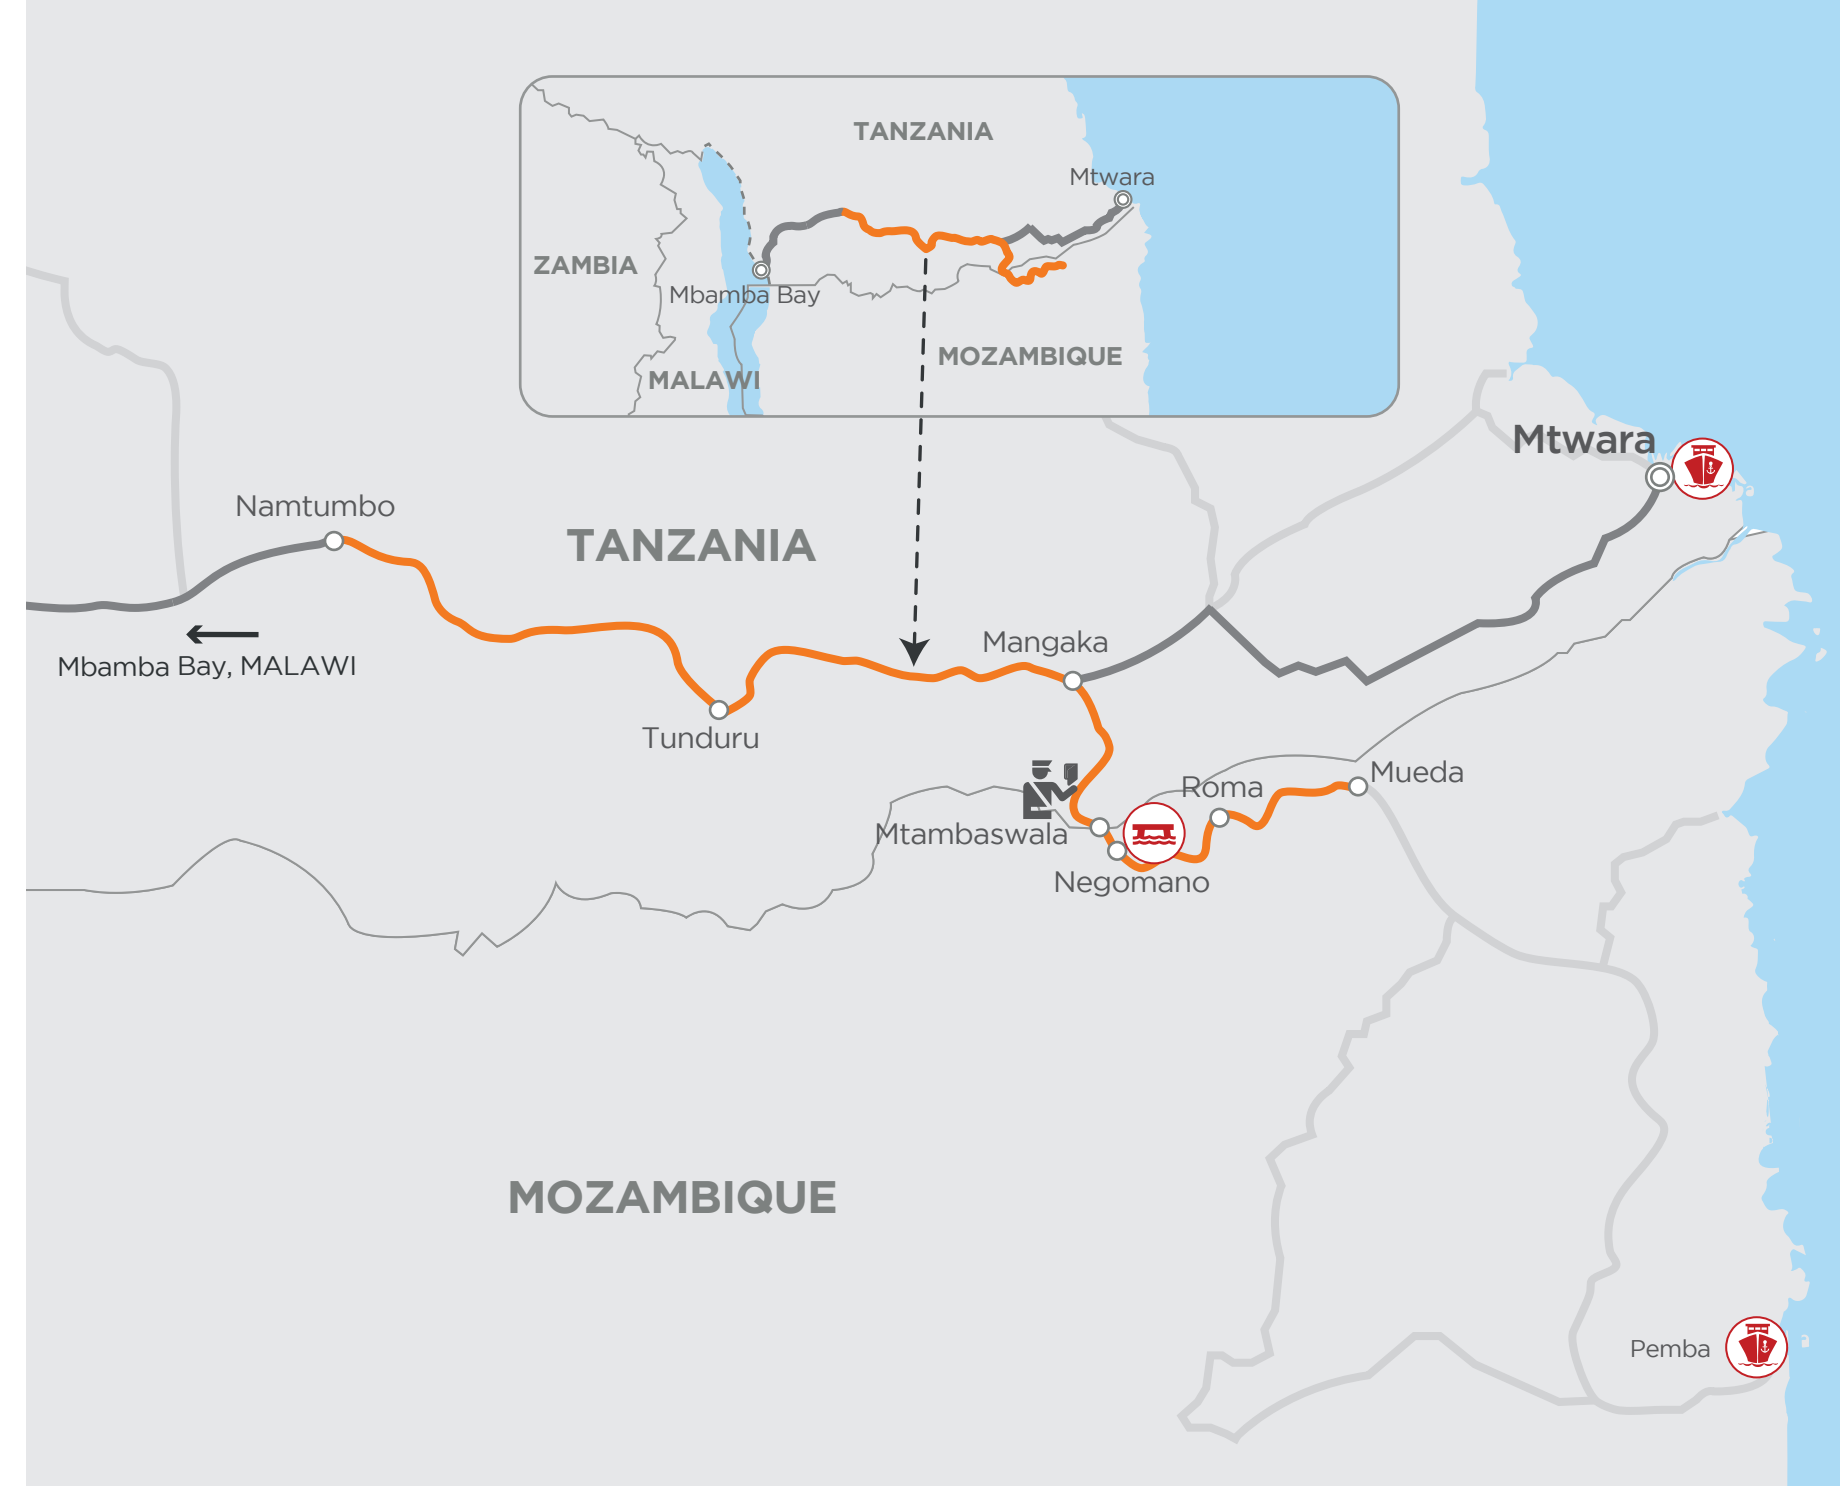 TANZANIA
Mtwara
ZAMBIA
Mbamba Bay
MOZAMBIQUE
MALAWI
Mtwara
Namtumbo
TANZANIA
Mangaka
Mbamba Bay, MALAWI
Tunduru
Mueda
Roma
Mtambaswala
Negomano
MOZAMBIQUE
Pemba